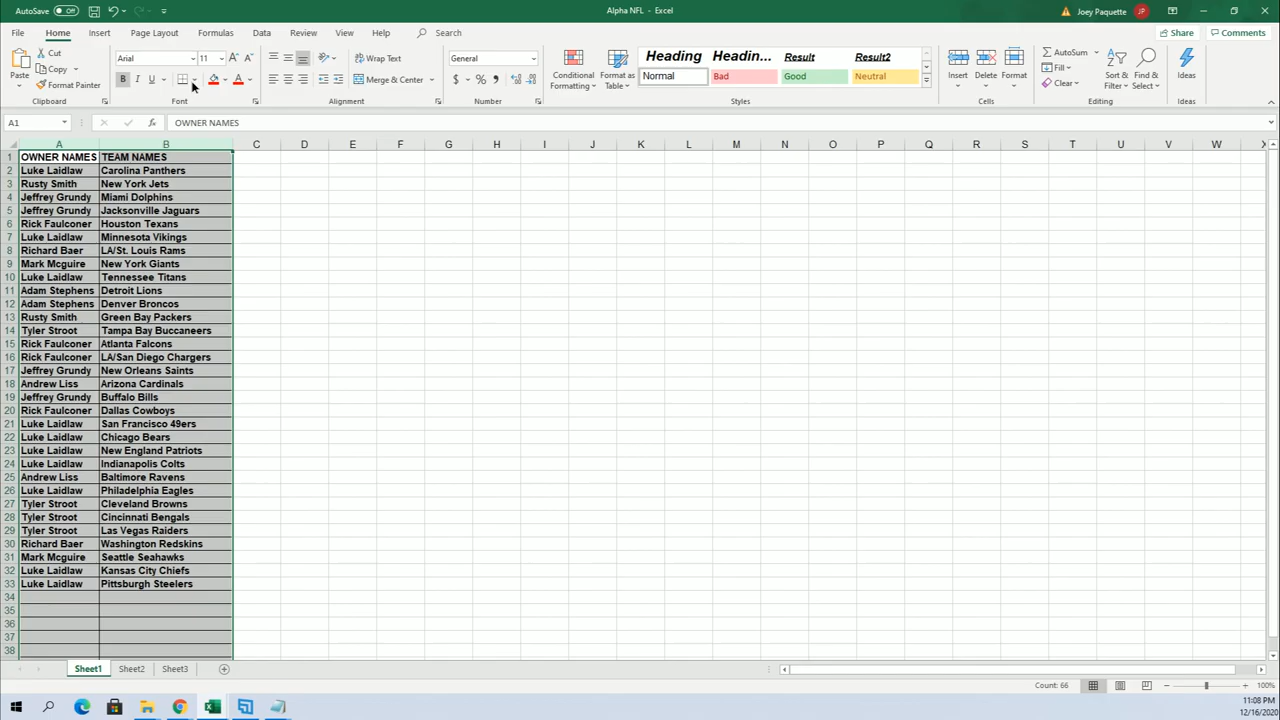 AutoSave Off Alpha NFL - Excel Joey Paquette JP
File Home Insert Page Layout Formulas Data Review View Help Search Share Comments
Paste Cut Copy Format Painter Clipboard
Arial 11 B I U A Font
Wrap Text Merge & Center Alignment
General $ % , Number
Conditional Formatting Format as Table
Heading Headin... Result Result2
Normal Bad Good Neutral
Styles
Insert Delete Format Cells
AutoSum Fill Clear Sort & Filter Find & Select Editing
Ideas Ideas
A1 fx OWNER NAMES
A B C D E F G H I J K L M N O P Q R S T U V W X
1 OWNER NAMES TEAM NAMES
2 Luke Laidlaw Carolina Panthers
3 Rusty Smith New York Jets
4 Jeffrey Grundy Miami Dolphins
5 Jeffrey Grundy Jacksonville Jaguars
6 Rick Faulconer Houston Texans
7 Luke Laidlaw Minnesota Vikings
8 Richard Baer LA/St. Louis Rams
9 Mark Mcguire New York Giants
10 Luke Laidlaw Tennessee Titans
11 Adam Stephens Detroit Lions
12 Adam Stephens Denver Broncos
13 Rusty Smith Green Bay Packers
14 Tyler Stroot Tampa Bay Buccaneers
15 Rick Faulconer Atlanta Falcons
16 Rick Faulconer LA/San Diego Chargers
17 Jeffrey Grundy New Orleans Saints
18 Andrew Liss Arizona Cardinals
19 Jeffrey Grundy Buffalo Bills
20 Rick Faulconer Dallas Cowboys
21 Luke Laidlaw San Francisco 49ers
22 Luke Laidlaw Chicago Bears
23 Luke Laidlaw New England Patriots
24 Luke Laidlaw Indianapolis Colts
25 Andrew Liss Baltimore Ravens
26 Luke Laidlaw Philadelphia Eagles
27 Tyler Stroot Cleveland Browns
28 Tyler Stroot Cincinnati Bengals
29 Tyler Stroot Las Vegas Raiders
30 Richard Baer Washington Redskins
31 Mark Mcguire Seattle Seahawks
32 Luke Laidlaw Kansas City Chiefs
33 Luke Laidlaw Pittsburgh Steelers
34
35
36
37
38
Sheet1 Sheet2 Sheet3
Count: 66 100%
11:08 PM
12/16/2020